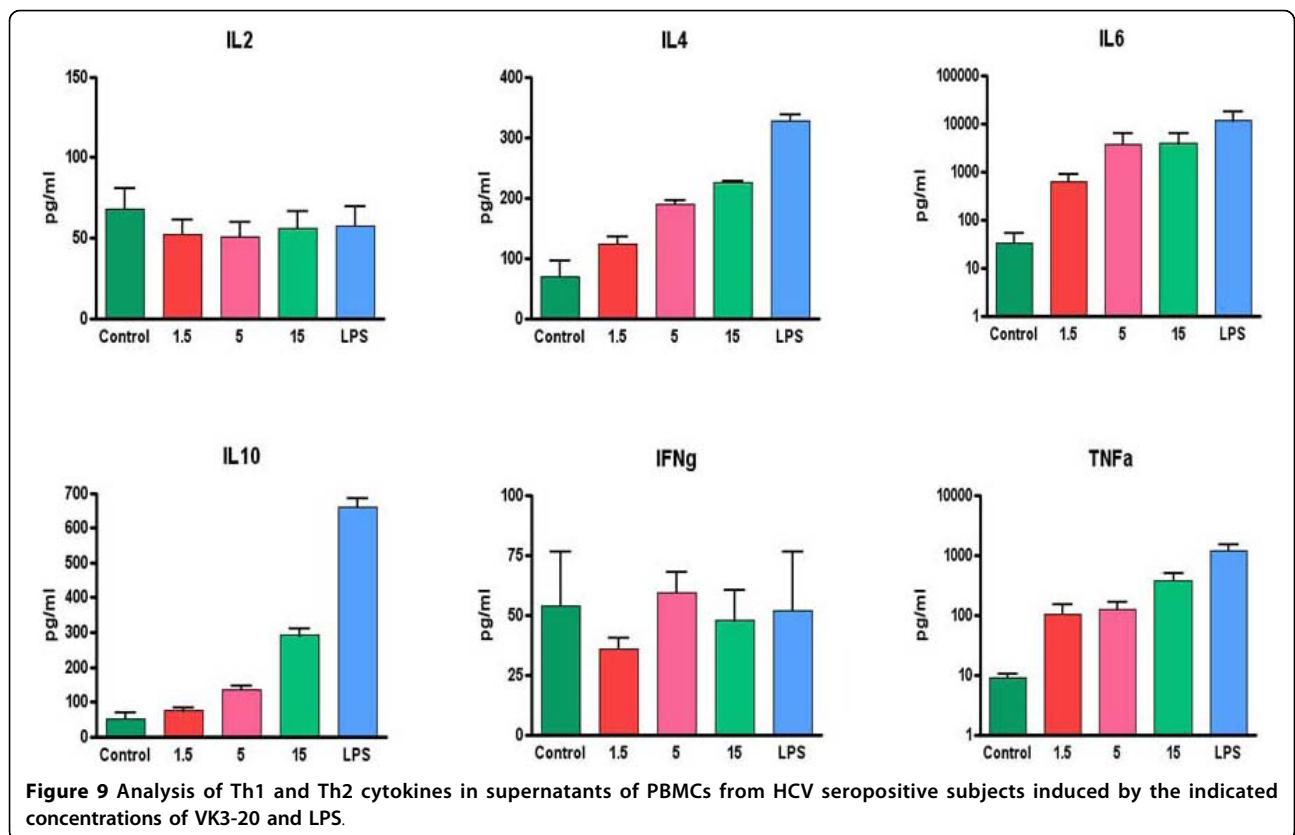 IL2
150
100
50
0
pg/ml
Control 1.5 5 15 LPS
IL4
400
300
200
100
0
pg/ml
Control 1.5 5 15 LPS
IL6
100000
10000
1000
100
10
1
pg/ml
Control 1.5 5 15 LPS
IL10
700
600
500
400
300
200
100
0
pg/ml
Control 1.5 5 15 LPS
IFNg
100
75
50
25
0
pg/ml
Control 1.5 5 15 LPS
TNFa
10000
1000
100
10
1
pg/ml
Control 1.5 5 15 LPS
Figure 9 Analysis of Th1 and Th2 cytokines in supernatants of PBMCs from HCV seropositive subjects induced by the indicated
concentrations of VK3-20 and LPS.